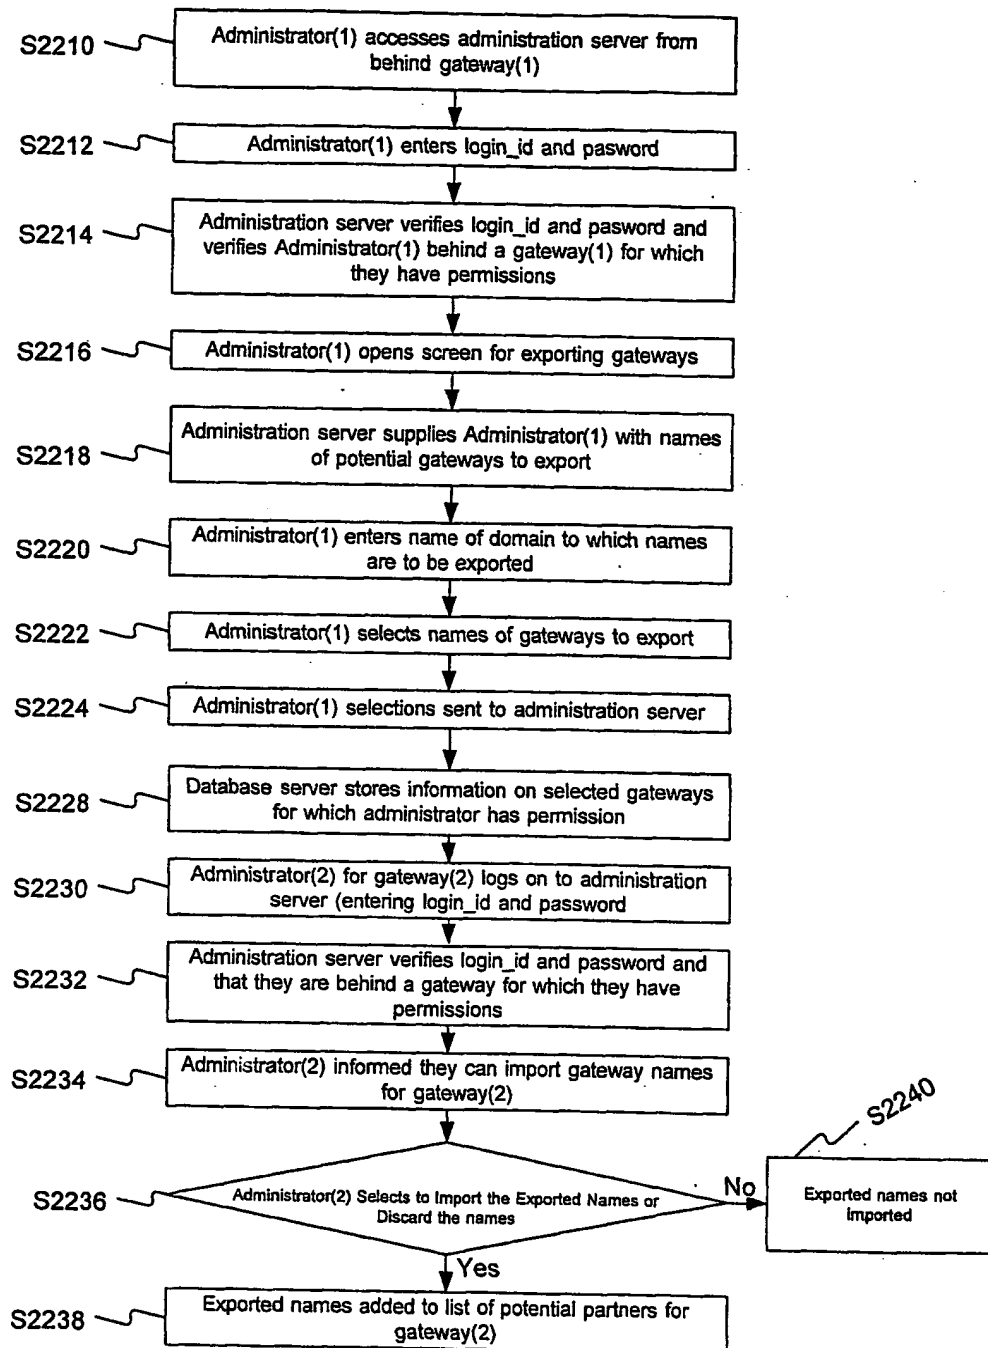 S2210
Administrator(1) accesses administration server from
behind gateway(1)
S2212
Administrator(1) enters login_id and pasword
S2214
Administration server verifies login_id and pasword and
verifies Administrator(1) behind a gateway(1) for which
they have permissions
S2216
Administrator(1) opens screen for exporting gateways
S2218
Administration server supplies Administrator(1) with names
of potential gateways to export
S2220
Administrator(1) enters name of domain to which names
are to be exported
S2222
Administrator(1) selects names of gateways to export
S2224
Administrator(1) selections sent to administration server
S2228
Database server stores information on selected gateways
for which administrator has permission
S2230
Administrator(2) for gateway(2) logs on to administration
server (entering login_id and password
S2232
Administration server verifies login_id and password and
that they are behind a gateway for which they have
permissions
S2234
Administrator(2) informed they can import gateway names
for gateway(2)
S2236
Administrator(2) Selects to Import the Exported Names or
Discard the names
No
S2240
Exported names not
imported
Yes
S2238
Exported names added to list of potential partners for
gateway(2)